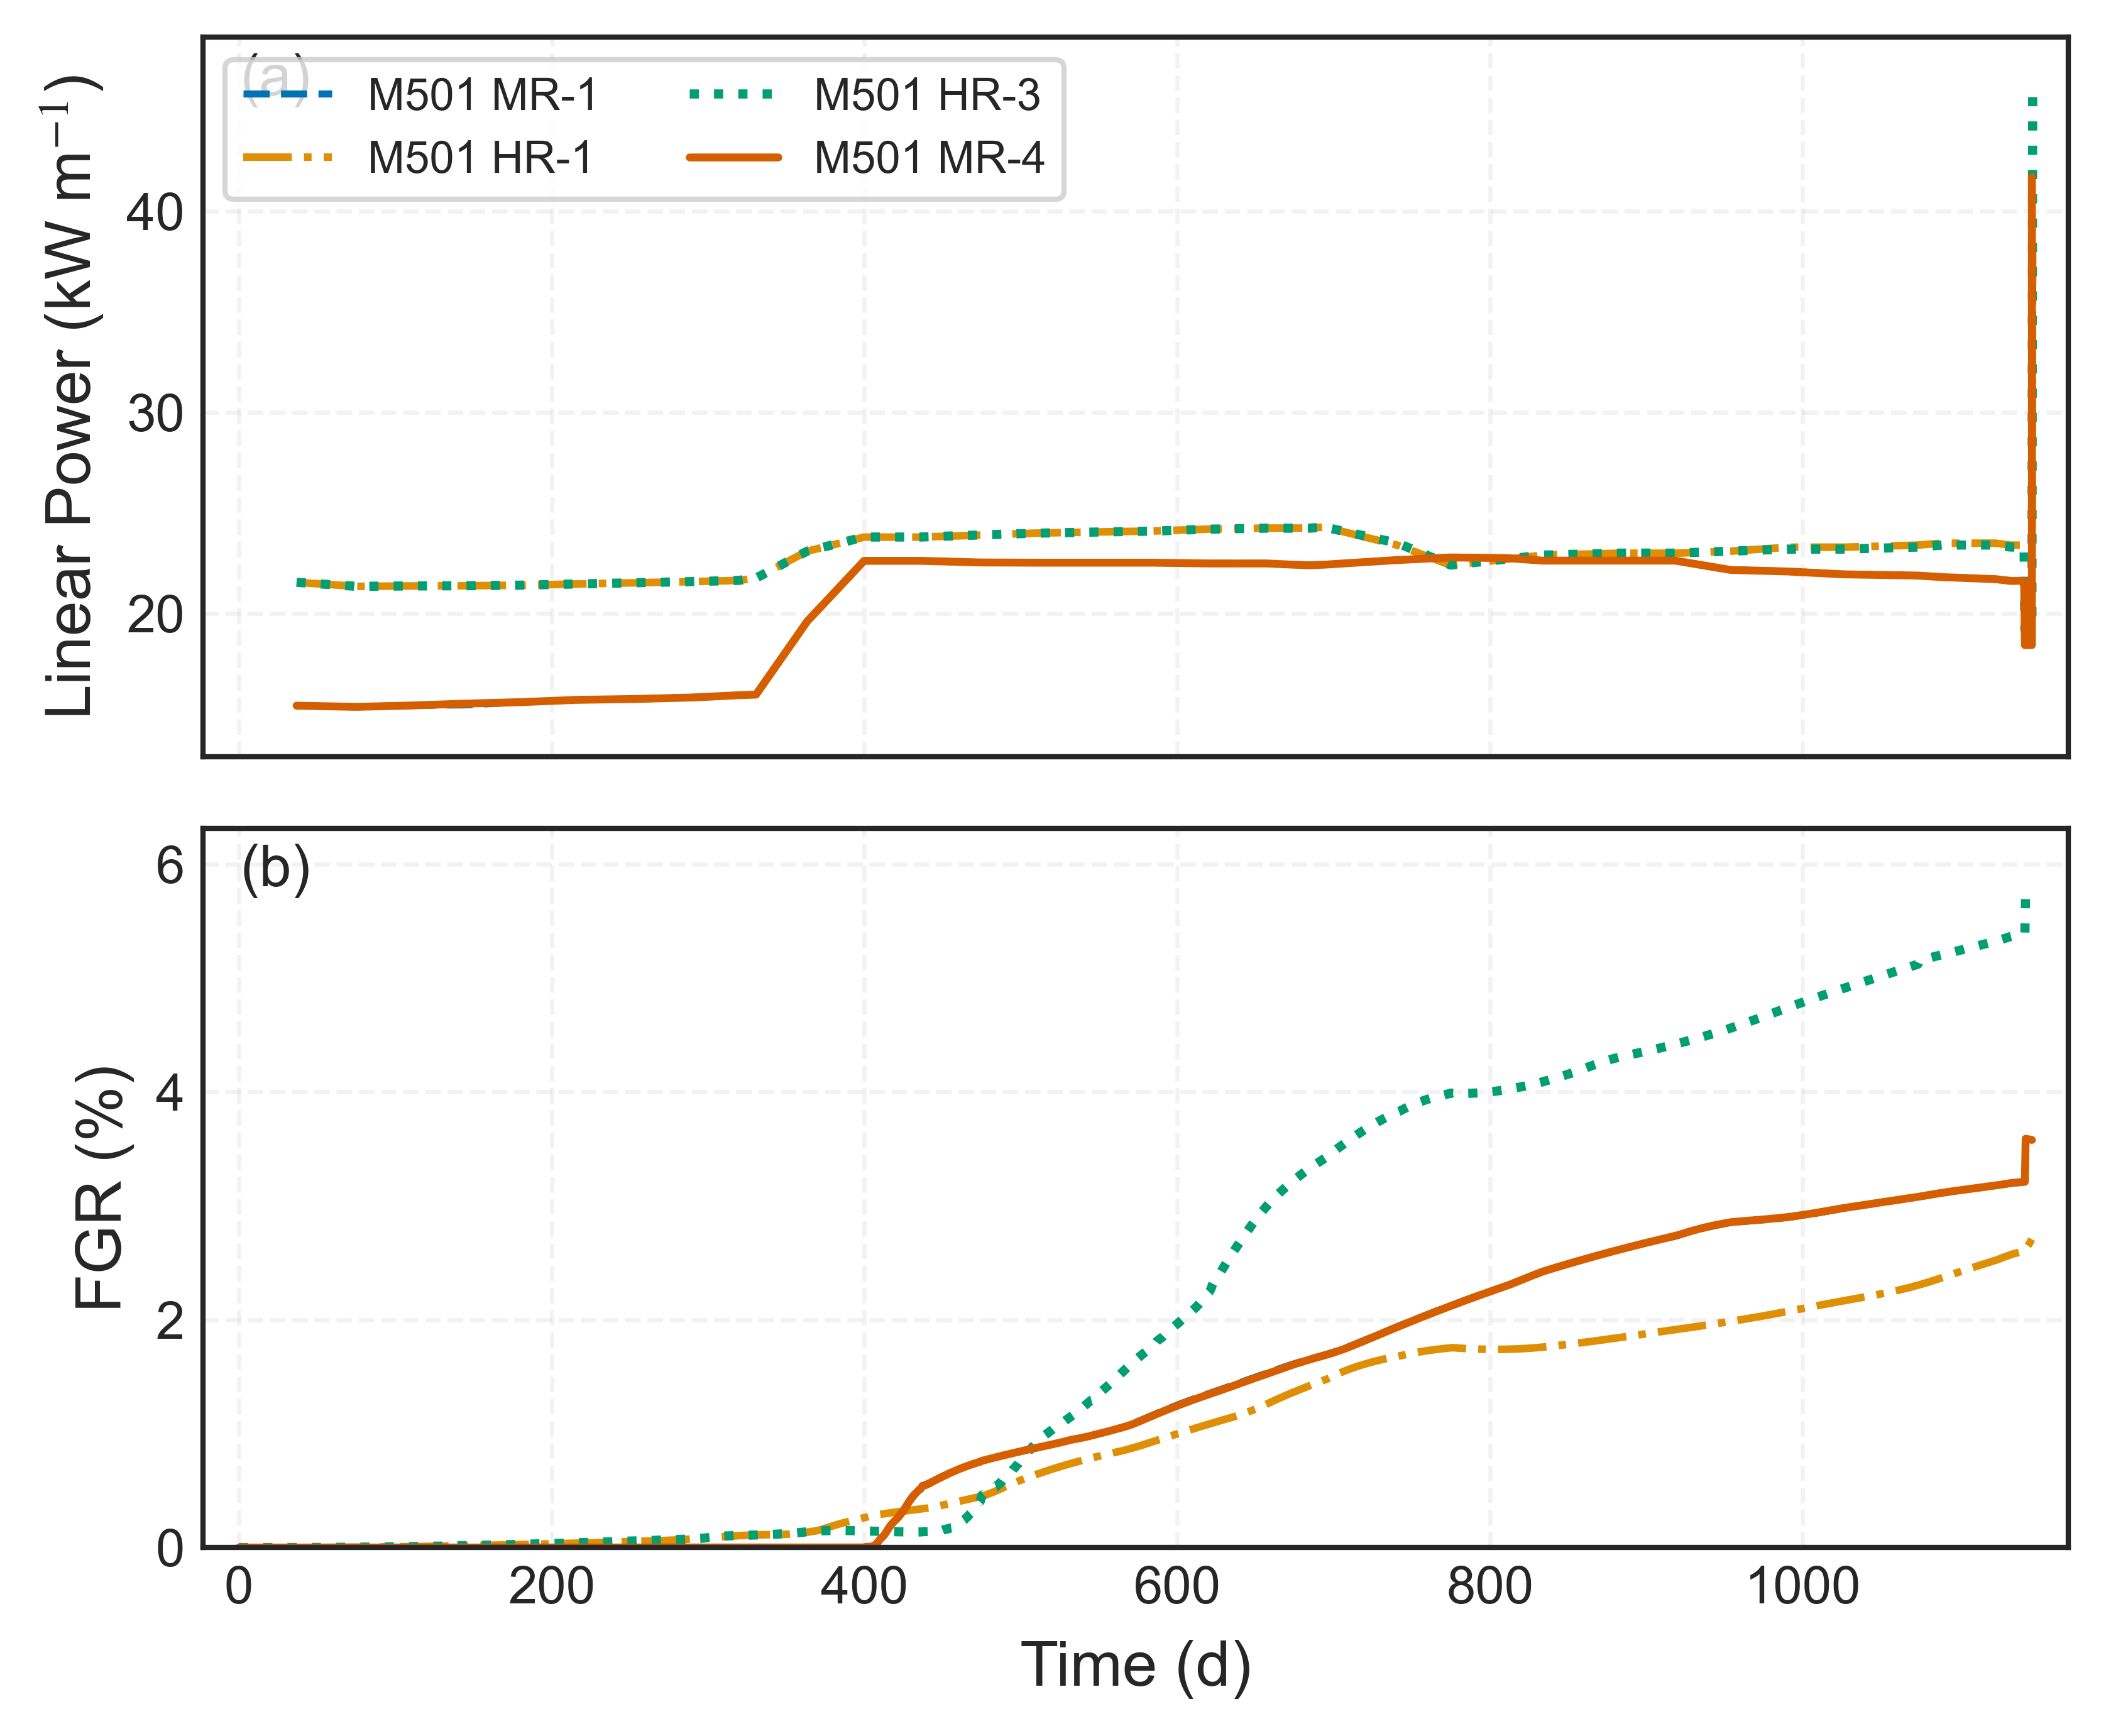 (a)
M501 MR-1
M501 HR-1
M501 HR-3
M501 MR-4
Linear Power (kW m⁻¹)
40
30
20
(b)
FGR (%)
6
4
2
0
0 200 400 600 800 1000
Time (d)